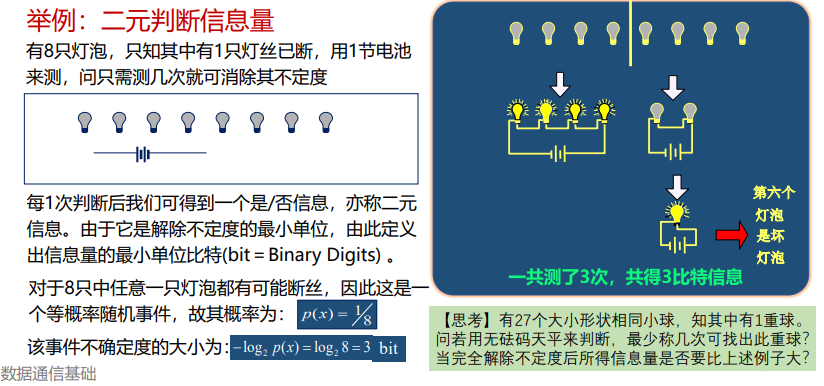 举例：二元判断信息量
有8只灯泡，只知其中有1只灯丝已断，用1节电池
来测，问只需测几次就可消除其不定度
每1次判断后我们可得到一个是/否信息，亦称二元
信息。由于它是解除不定度的最小单位，由此定义
出信息量的最小单位比特(bit = Binary Digits) 。
对于8只中任意一只灯泡都有可能断丝，因此这是一
个等概率随机事件，故其概率为： p(x) = 1/8
该事件不确定度的大小为： −log₂ p(x) = log₂ 8 = 3 bit
数据通信基础
第六个
灯泡
是坏
灯泡
一共测了3次，共得3比特信息
【思考】有27个大小形状相同小球，知其中有1重球。
问若用无砝码天平来判断，最少称几次可找出此重球？
当完全解除不定度后所得信息量是否要比上述例子大？